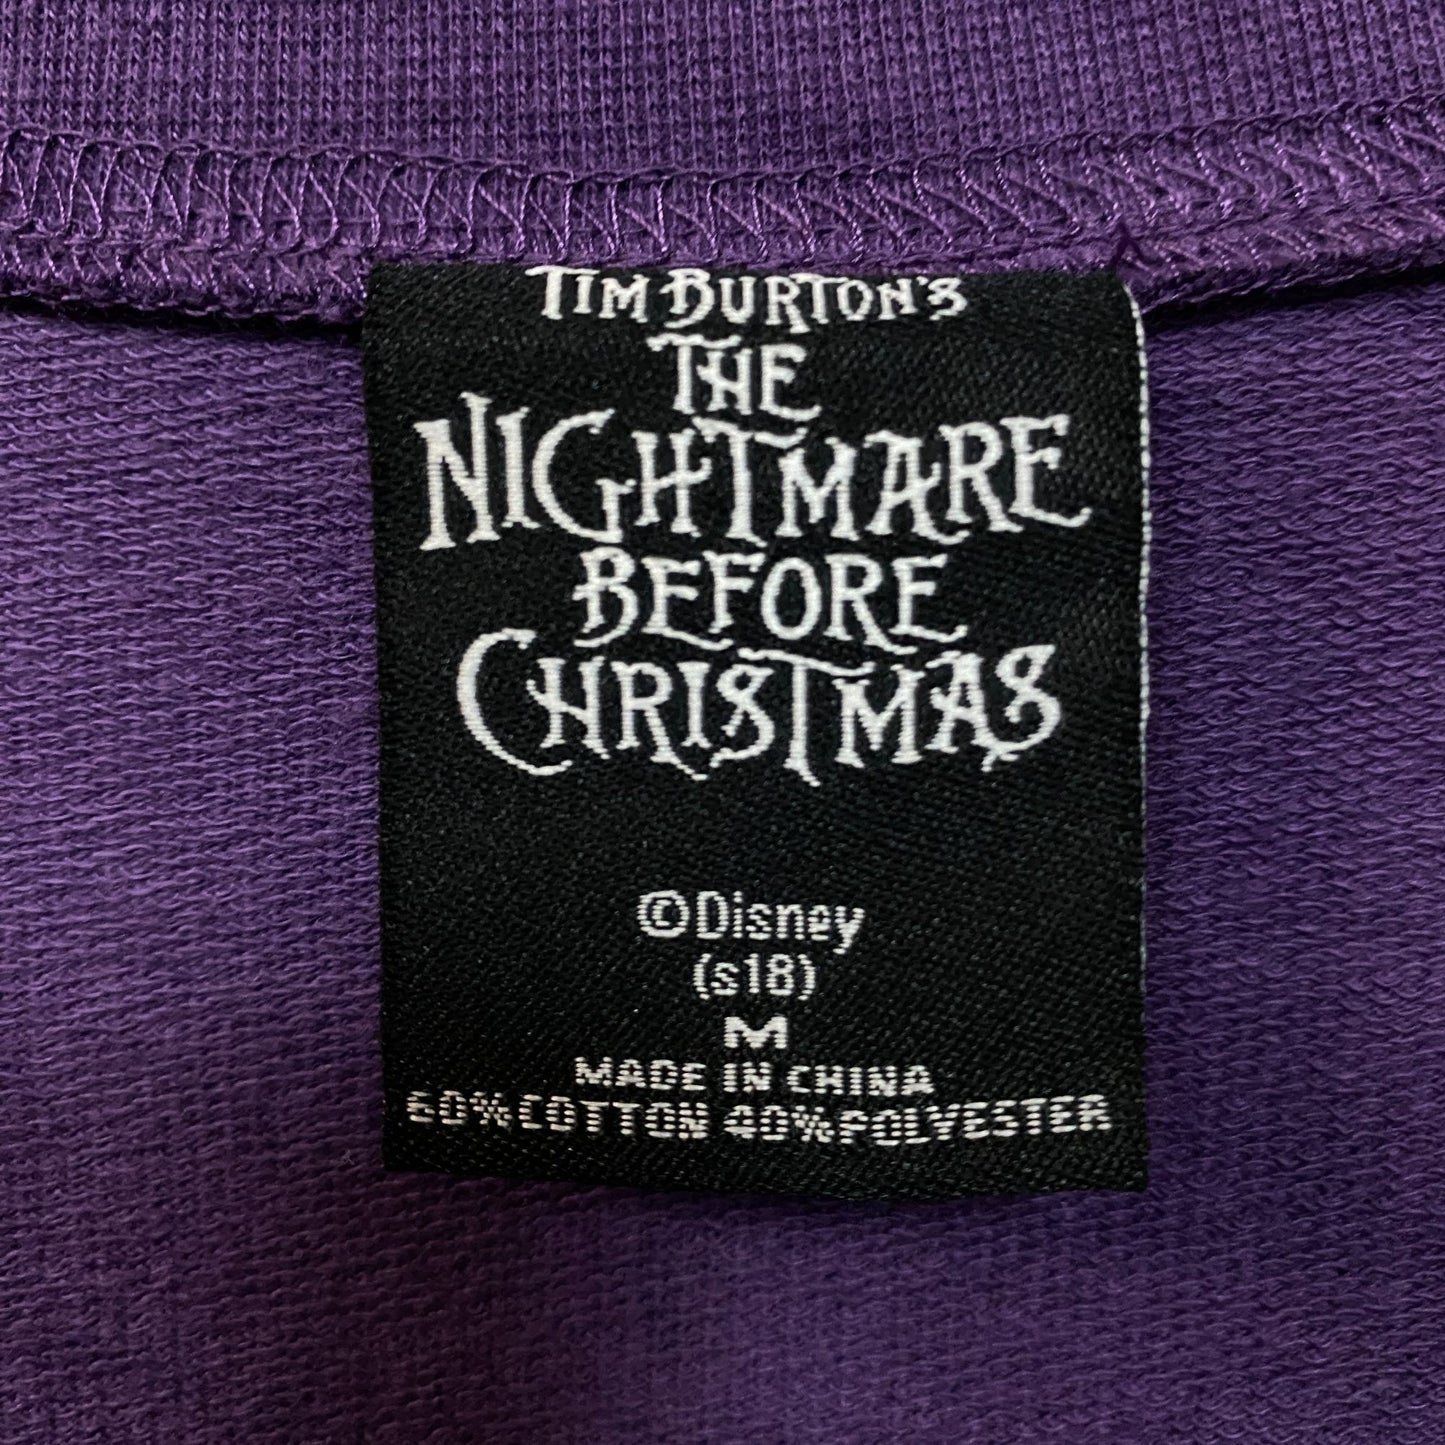 TIM BURTON'S
THE
NIGHTMARE
BEFORE
CHRISTMAS
©Disney
(s18)
M
MADE IN CHINA
60%COTTON 40%POLYESTER